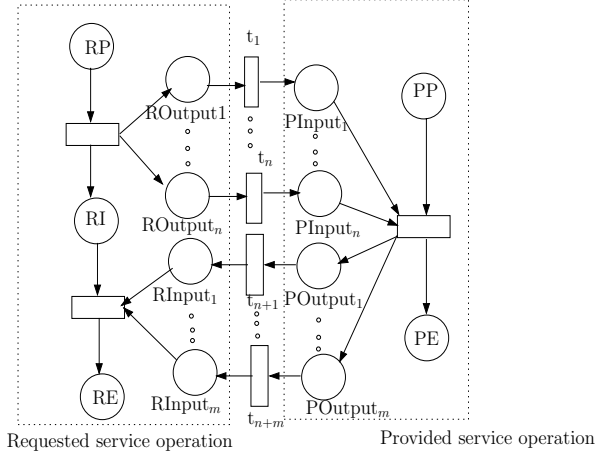 t₁
RP
PP
ROutput1
PInput₁
tₙ
ROutputₙ
PInputₙ
RI
RInput₁
tₙ₊₁
POutput₁
PE
RE
RInputₘ
tₙ₊ₘ
POutputₘ
Requested service operation
Provided service operation